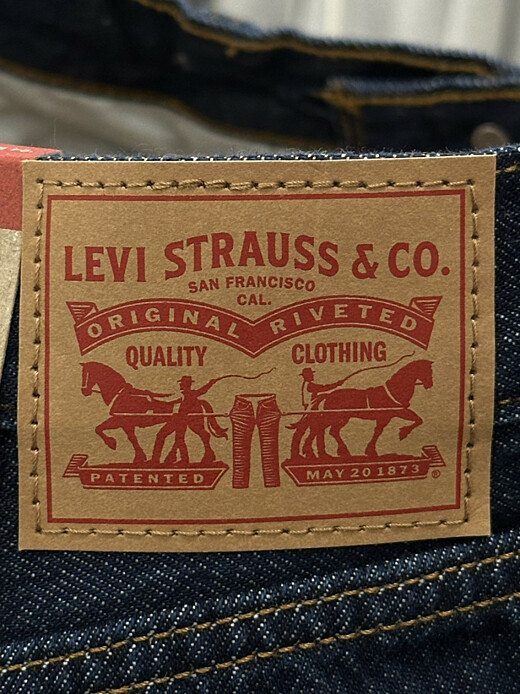 LEVI STRAUSS & CO.
SAN FRANCISCO
CAL.
ORIGINAL RIVETED
QUALITY CLOTHING
PATENTED MAY 20 1873 ®